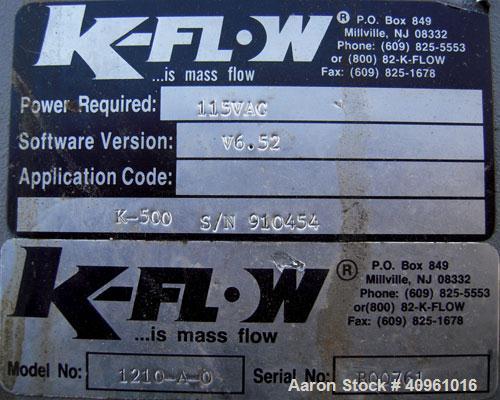 K-FLOW ®
...is mass flow
P.O. Box 849
Millville, NJ 08332
Phone: (609) 825-5553
or (800) 82-K-FLOW
Fax: (609) 825-1678
Power Required: 115VAC
Software Version: V6.52
Application Code:
K-500 S/N 910454
K-FLOW ®
...is mass flow
P.O. Box 849
Millville, NJ 08332
Phone: (609) 825-5553
or(800) 82-K-FLOW
Fax: (609) 825-1678
Model No: 1210-A-0 Serial No: B00761
Aaron Stock # 40961016